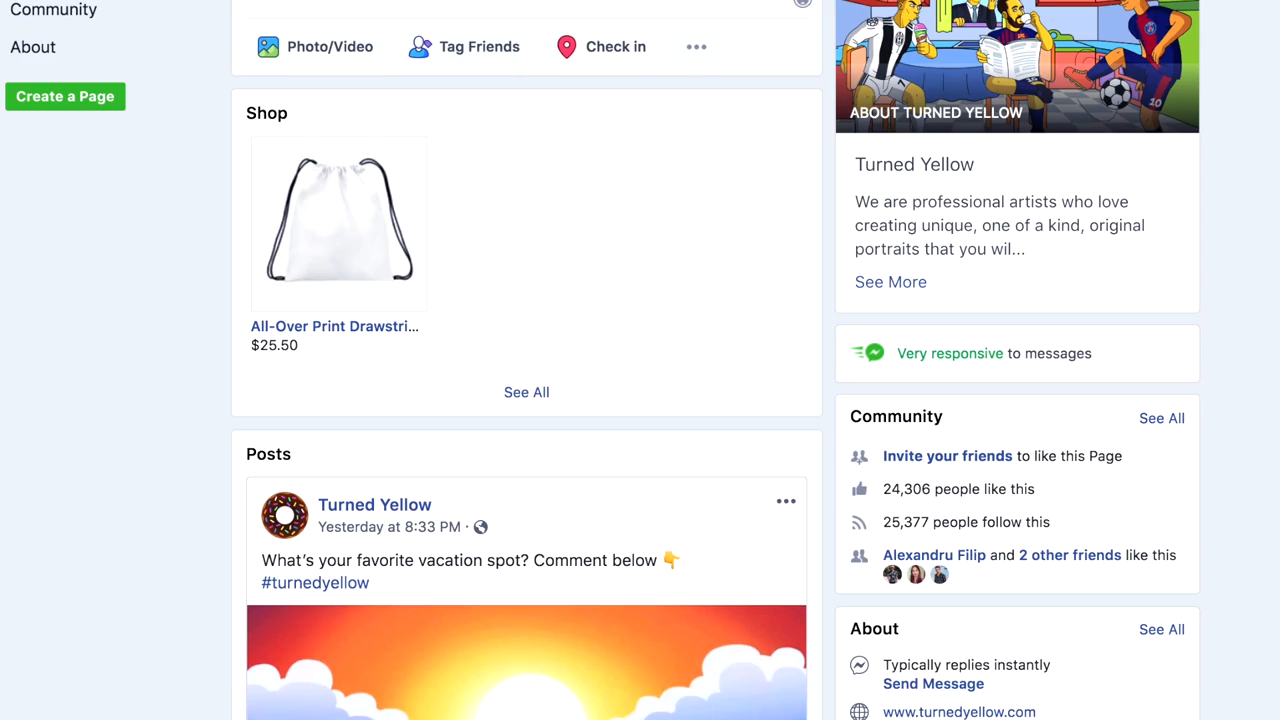 Community
About
Create a Page
Photo/Video
Tag Friends
Check in
Shop
All-Over Print Drawstri...
$25.50
See All
Posts
Turned Yellow
Yesterday at 8:33 PM ·
What's your favorite vacation spot? Comment below 👇
#turnedyellow
10
ABOUT TURNED YELLOW
Turned Yellow
We are professional artists who love
creating unique, one of a kind, original
portraits that you wil...
See More
Very responsive to messages
Community
See All
Invite your friends to like this Page
24,306 people like this
25,377 people follow this
Alexandru Filip and 2 other friends like this
About
See All
Typically replies instantly
Send Message
www.turnedyellow.com